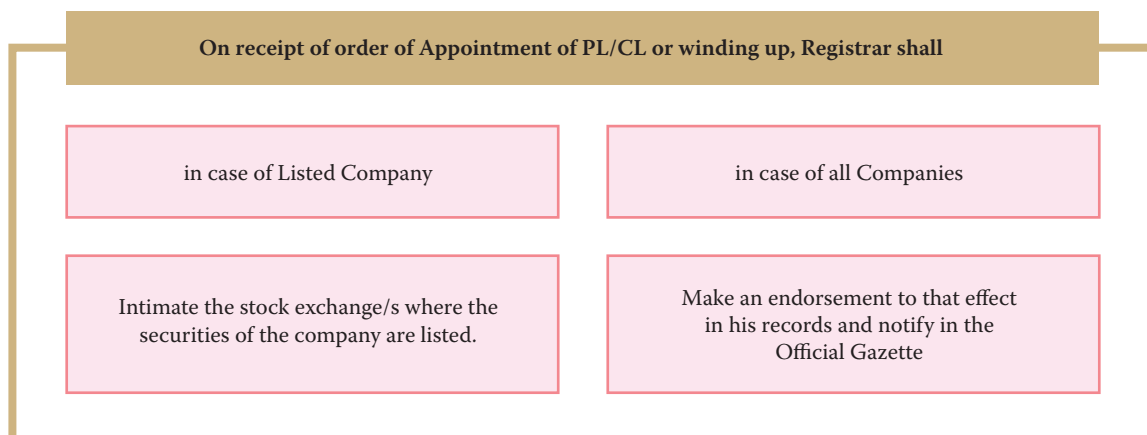 On receipt of order of Appointment of PL/CL or winding up, Registrar shall
in case of Listed Company
in case of all Companies
Intimate the stock exchange/s where the
securities of the company are listed.
Make an endorsement to that effect
in his records and notify in the
Official Gazette